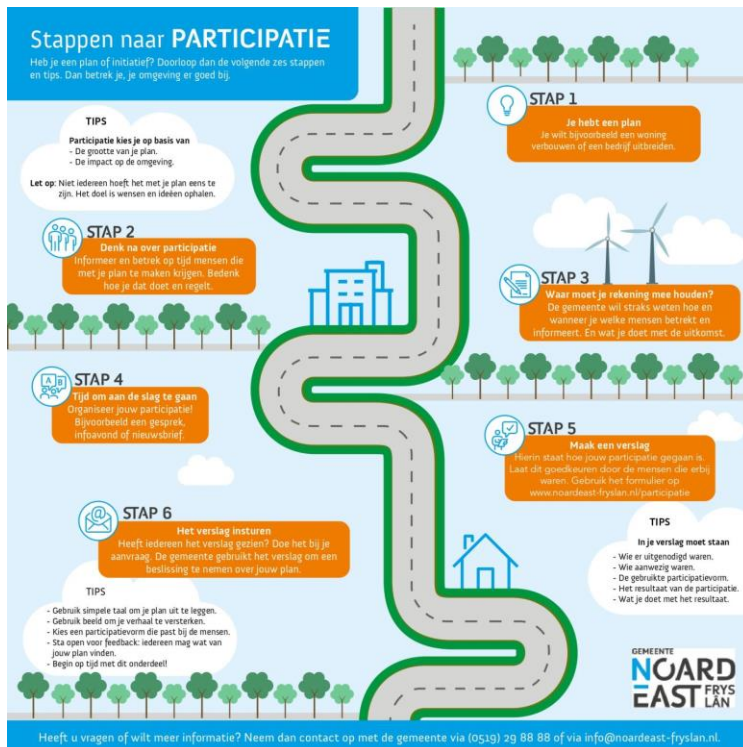 Stappen naar PARTICIPATIE
Heb je een plan of initiatief? Doorloop dan de volgende zes stappen
en tips. Dan betrek je, je omgeving er goed bij.
STAP 1
Je hebt een plan
Je wilt bijvoorbeeld een woning
verbouwen of een bedrijf uitbreiden.
TIPS
Participatie kies je op basis van
- De grootte van je plan.
- De impact op de omgeving.
Let op: Niet iedereen hoeft het met je plan eens te
zijn. Het doel is wensen en ideeën ophalen.
STAP 2
Denk na over participatie
Informeer en betrek op tijd mensen die
met je plan te maken krijgen. Bedenk
hoe je dat doet en regelt.
STAP 3
Waar moet je rekening mee houden?
De gemeente wil straks weten hoe en
wanneer je welke mensen betrekt en
informeert. En wat je doet met de uitkomst.
A B
STAP 4
Tijd om aan de slag te gaan
Organiseer jouw participatie!
Bijvoorbeeld een gesprek,
infoavond of nieuwsbrief.
STAP 5
Maak een verslag
Hierin staat hoe jouw participatie gegaan is.
Laat dit goedkeuren door de mensen die erbij
waren. Gebruik het formulier op
www.noardeast-fryslan.nl/participatie
@
STAP 6
Het verslag insturen
Heeft iedereen het verslag gezien? Doe het bij je
aanvraag. De gemeente gebruikt het verslag om een
beslissing te nemen over jouw plan.
TIPS
In je verslag moet staan
- Wie er uitgenodigd waren.
- Wie aanwezig waren.
- De gebruikte participatievorm.
- Het resultaat van de participatie.
- Wat je doet met het resultaat.
TIPS
- Gebruik simpele taal om je plan uit te leggen.
- Gebruik beeld om je verhaal te versterken.
- Kies een participatievorm die past bij de mensen.
- Sta open voor feedback: iedereen mag wat van
jouw plan vinden.
- Begin op tijd met dit onderdeel!
GEMEENTE
NOARD
EAST FRYS
LÂN
Heeft u vragen of wilt meer informatie? Neem dan contact op met de gemeente via (0519) 29 88 88 of via info@noardeast-fryslan.nl.